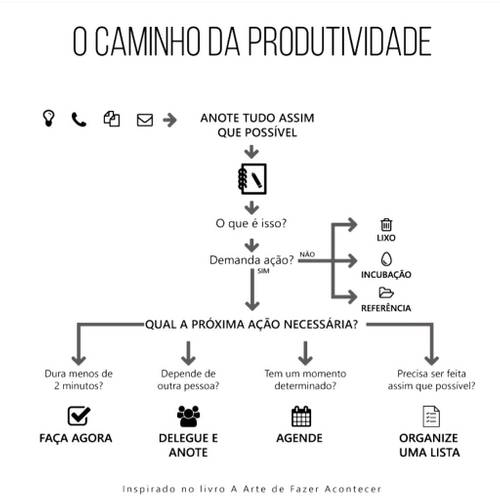 O CAMINHO DA PRODUTIVIDADE
ANOTE TUDO ASSIM
QUE POSSÍVEL
O que é isso?
Demanda ação?
NÃO
SIM
LIXO
INCUBAÇÃO
REFERÊNCIA
QUAL A PRÓXIMA AÇÃO NECESSÁRIA?
Dura menos de
2 minutos?
FAÇA AGORA
Depende de
outra pessoa?
DELEGUE E
ANOTE
Tem um momento
determinado?
AGENDE
Precisa ser feita
assim que possível?
ORGANIZE
UMA LISTA
Inspirado no livro A Arte de Fazer Acontecer